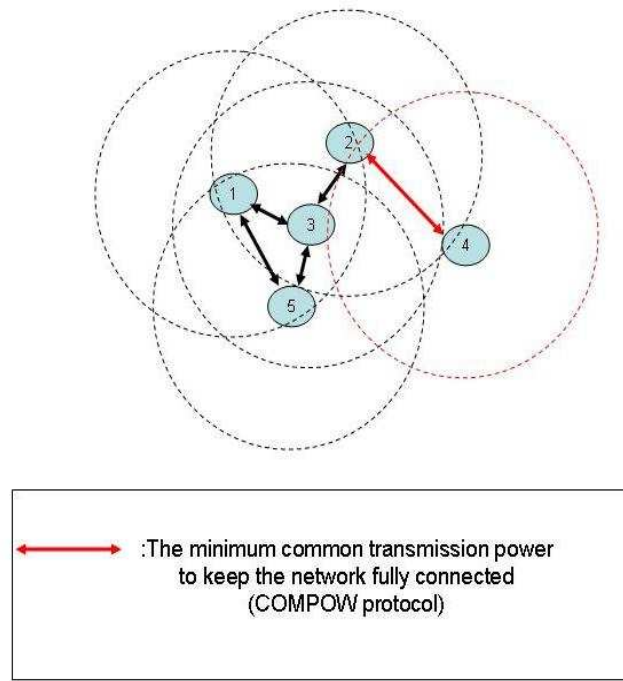 2
1
3
4
5
:The minimum common transmission power
to keep the network fully connected
(COMPOW protocol)